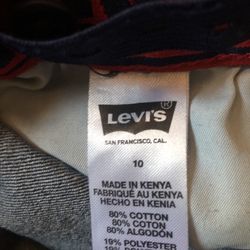 LEVI'S®
SAN FRANCISCO, CAL.
10
MADE IN KENYA
FABRIQUÉ AU KENYA
HECHO EN KENIA
80% COTTON
80% COTON
80% ALGODÓN
19% POLYESTER